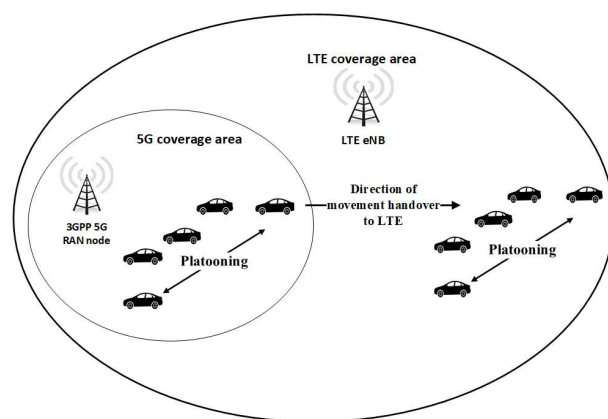 LTE coverage area
LTE eNB
5G coverage area
3GPP 5G
RAN node
Platooning
Direction of
movement handover
to LTE
Platooning